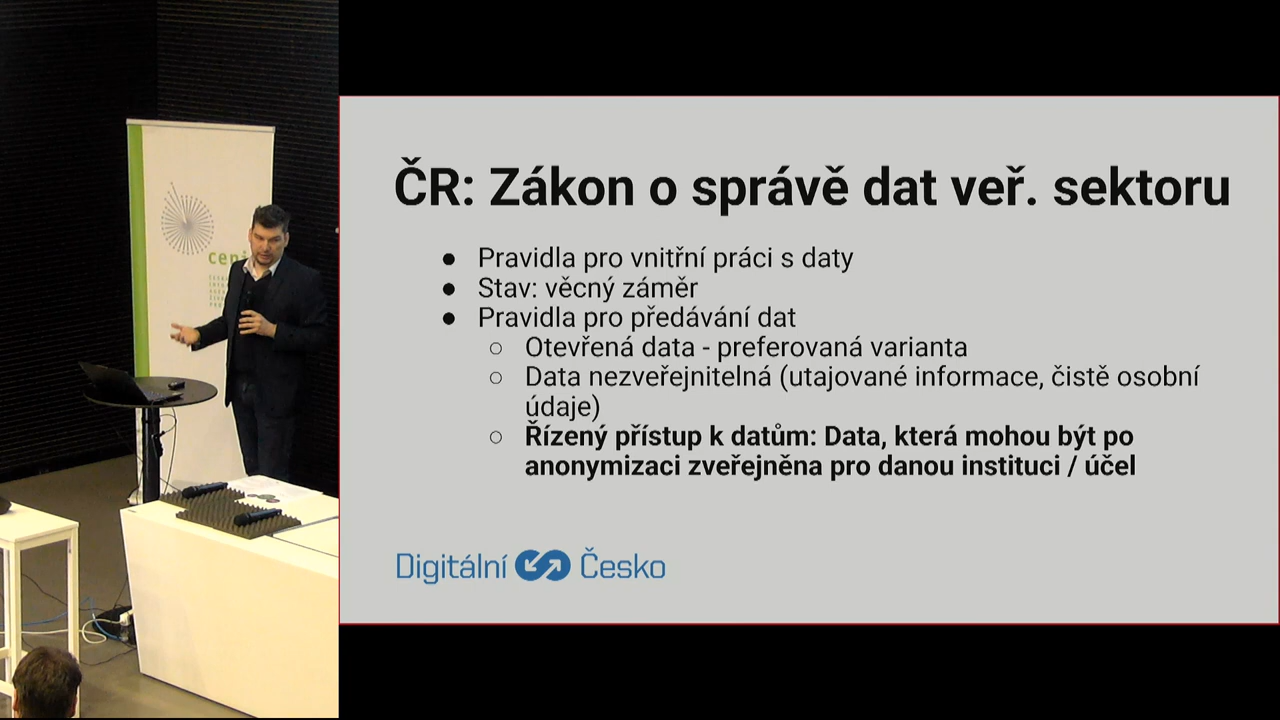 ČR: Zákon o správě dat veř. sektoru
● Pravidla pro vnitřní práci s daty
● Stav: věcný záměr
● Pravidla pro předávání dat
○ Otevřená data - preferovaná varianta
○ Data nezveřejnitelná (utajované informace, čistě osobní
údaje)
○ Řízený přístup k datům: Data, která mohou být po
anonymizaci zveřejněna pro danou instituci / účel
Digitální Česko